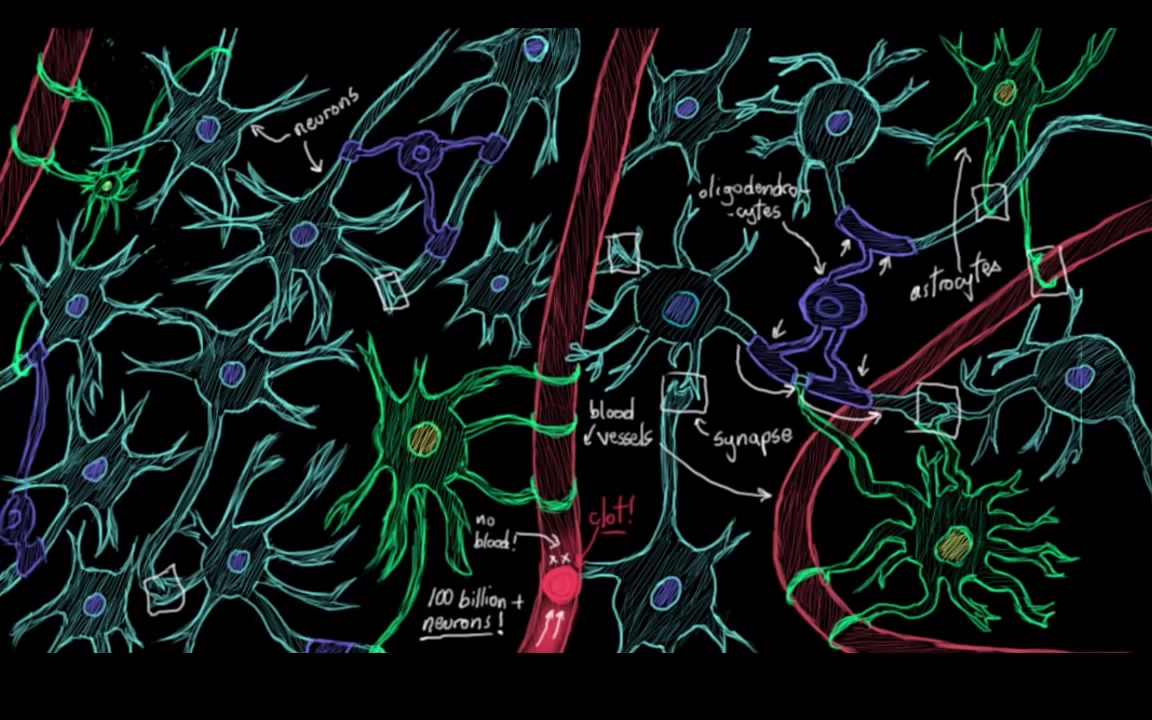 neurons
oligodendro-
-cytes
astrocytes
blood
vessels
synapse
no
blood!
clot!
x x
100 billion +
neurons!